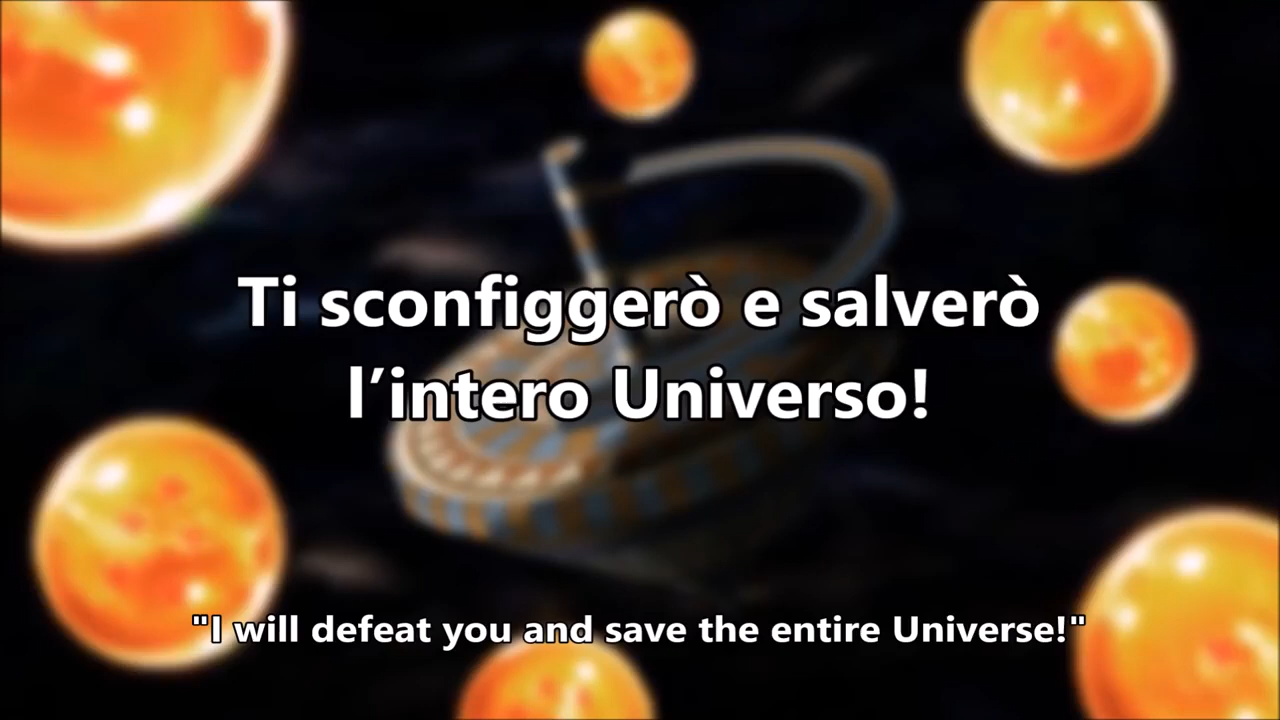 Ti sconfiggerò e salverò
l’intero Universo!
"I will defeat you and save the entire Universe!"